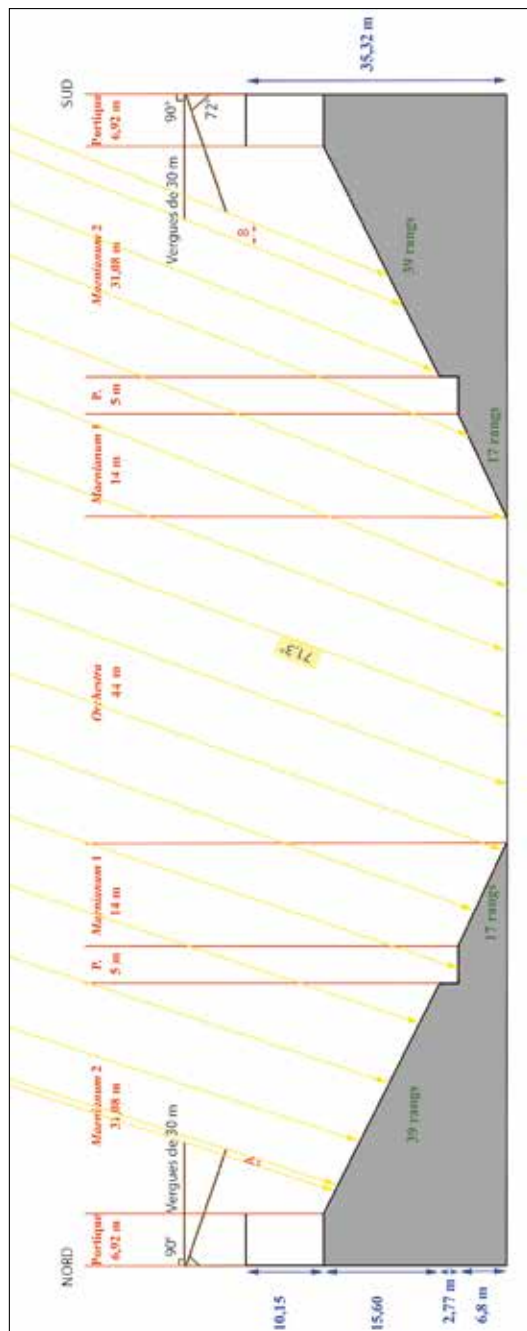 NORD
SUD
Portique
6,92 m
Maenianum 2
31,08 m
P.
5 m
Maenianum 1
14 m
Orchestra
44 m
Maenianum 1
14 m
P.
5 m
Maenianum 2
31,08 m
Portique
6,92 m
90°
Vergues de 30 m
A
Vergues de 30 m
90°
72°
B
71.3°
10,15
15,60
2,77 m
6,8 m
35,32 m
39 rangs
17 rangs
17 rangs
39 rangs